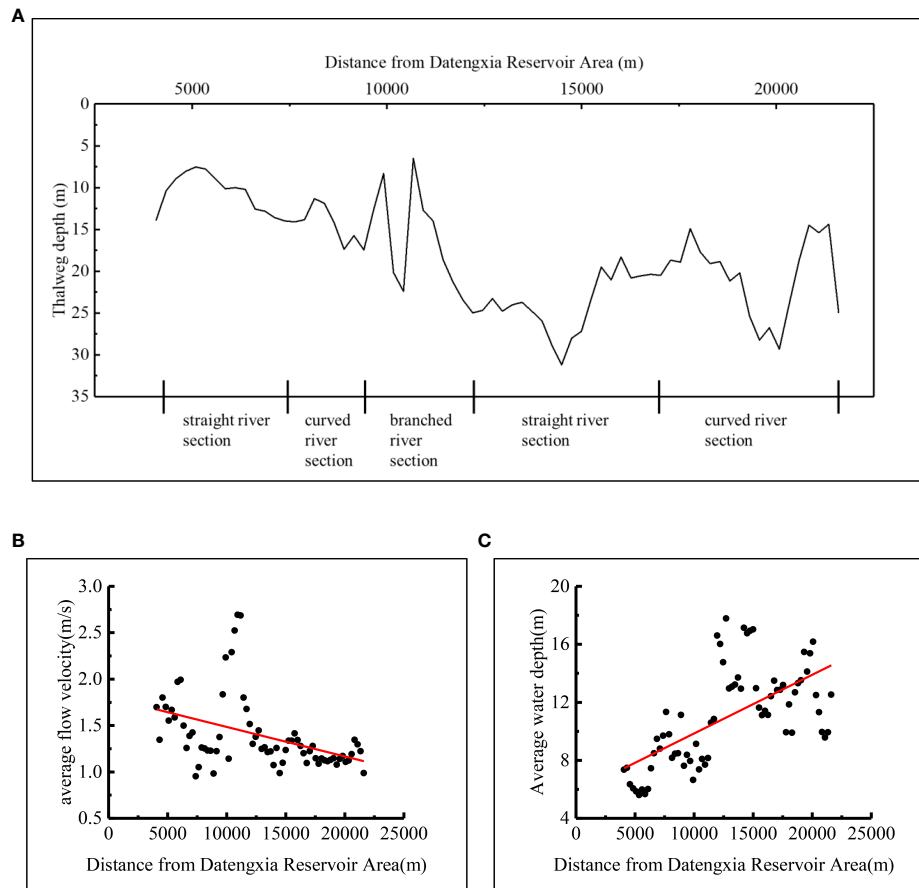 A
Distance from Datengxia Reservoir Area (m)
5000 10000 15000 20000
Thalweg depth (m)
0
5
10
15
20
25
30
35
straight river section
curved river section
branched river section
straight river section
curved river section
B
average flow velocity(m/s)
3.0
2.5
2.0
1.5
1.0
0.5
0 5000 10000 15000 20000 25000
Distance from Datengxia Reservoir Area(m)
C
Average water depth(m)
20
16
12
8
4
0 5000 10000 15000 20000 25000
Distance from Datengxia Reservoir Area(m)